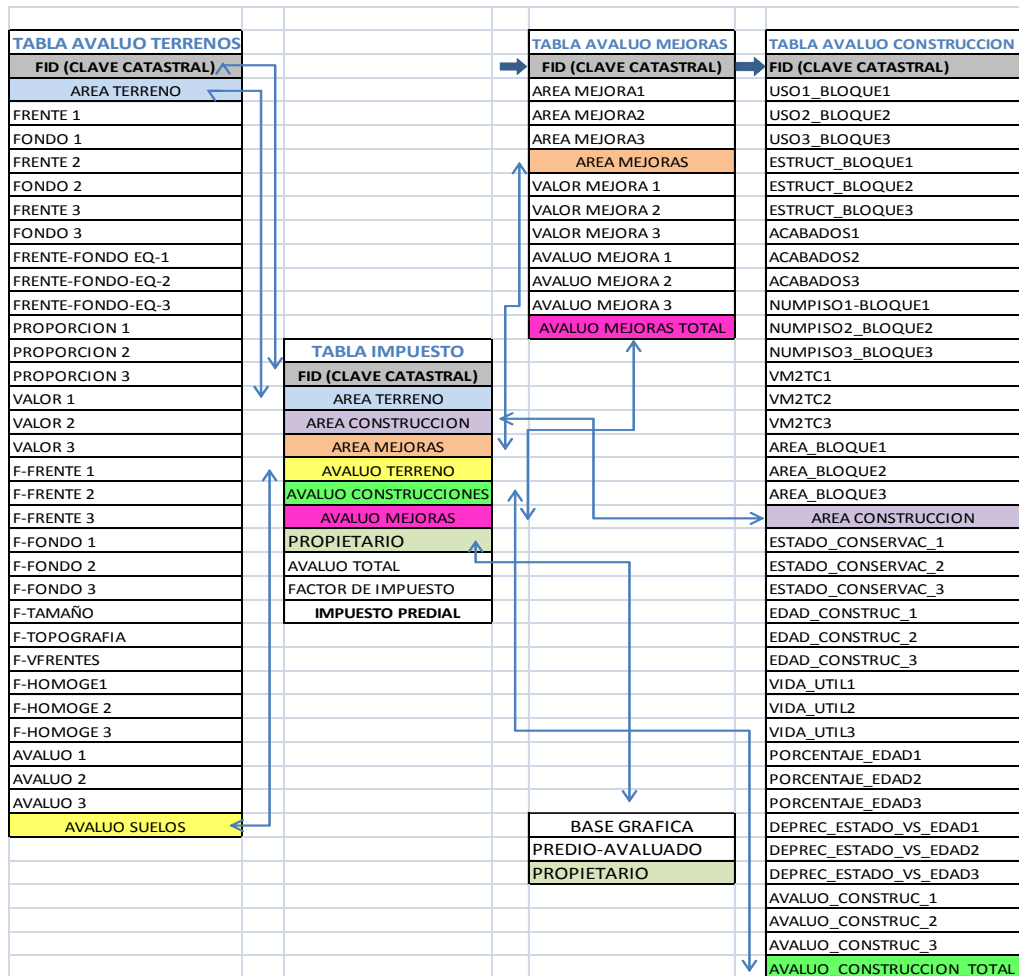 TABLA AVALUO TERRENOS
FID (CLAVE CATASTRAL)
AREA TERRENO
FRENTE 1
FONDO 1
FRENTE 2
FONDO 2
FRENTE 3
FONDO 3
FRENTE-FONDO EQ-1
FRENTE-FONDO-EQ-2
FRENTE-FONDO-EQ-3
PROPORCION 1
PROPORCION 2
PROPORCION 3
VALOR 1
VALOR 2
VALOR 3
F-FRENTE 1
F-FRENTE 2
F-FRENTE 3
F-FONDO 1
F-FONDO 2
F-FONDO 3
F-TAMAÑO
F-TOPOGRAFIA
F-VFRENTES
F-HOMOGE1
F-HOMOGE 2
F-HOMOGE 3
AVALUO 1
AVALUO 2
AVALUO 3
AVALUO SUELOS
TABLA IMPUESTO
FID (CLAVE CATASTRAL)
AREA TERRENO
AREA CONSTRUCCION
AREA MEJORAS
AVALUO TERRENO
AVALUO CONSTRUCCIONES
AVALUO MEJORAS
PROPIETARIO
AVALUO TOTAL
FACTOR DE IMPUESTO
IMPUESTO PREDIAL
TABLA AVALUO MEJORAS
FID (CLAVE CATASTRAL)
AREA MEJORA1
AREA MEJORA2
AREA MEJORA3
AREA MEJORAS
VALOR MEJORA 1
VALOR MEJORA 2
VALOR MEJORA 3
AVALUO MEJORA 1
AVALUO MEJORA 2
AVALUO MEJORA 3
AVALUO MEJORAS TOTAL
BASE GRAFICA
PREDIO-AVALUADO
PROPIETARIO
TABLA AVALUO CONSTRUCCION
FID (CLAVE CATASTRAL)
USO1_BLOQUE1
USO2_BLOQUE2
USO3_BLOQUE3
ESTRUCT_BLOQUE1
ESTRUCT_BLOQUE2
ESTRUCT_BLOQUE3
ACABADOS1
ACABADOS2
ACABADOS3
NUMPISO1-BLOQUE1
NUMPISO2_BLOQUE2
NUMPISO3_BLOQUE3
VM2TC1
VM2TC2
VM2TC3
AREA_BLOQUE1
AREA_BLOQUE2
AREA_BLOQUE3
AREA CONSTRUCCION
ESTADO_CONSERVAC_1
ESTADO_CONSERVAC_2
ESTADO_CONSERVAC_3
EDAD_CONSTRUC_1
EDAD_CONSTRUC_2
EDAD_CONSTRUC_3
VIDA_UTIL1
VIDA_UTIL2
VIDA_UTIL3
PORCENTAJE_EDAD1
PORCENTAJE_EDAD2
PORCENTAJE_EDAD3
DEPREC_ESTADO_VS_EDAD1
DEPREC_ESTADO_VS_EDAD2
DEPREC_ESTADO_VS_EDAD3
AVALUO_CONSTRUC_1
AVALUO_CONSTRUC_2
AVALUO_CONSTRUC_3
AVALUO_CONSTRUCCION_TOTAL